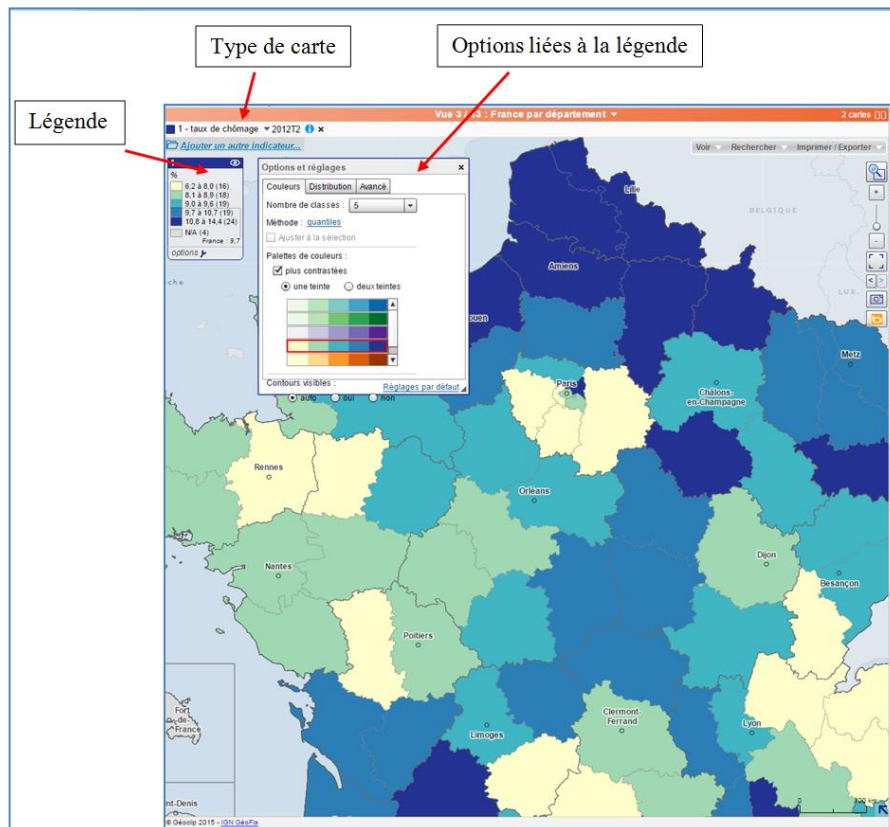 Type de carte
Options liées à la légende
Légende
Vue 3 / 13 : France par département
2 cartes
1 - taux de chômage 2012T2 i x
Ajouter un autre indicateur...
Voir Rechercher Imprimer / Exporter
%
6,2 à 8,0 (16)
8,1 à 8,9 (18)
9,0 à 9,6 (19)
9,7 à 10,7 (19)
10,8 à 14,4 (24)
N/A (4)
France : 9,7
options
Options et réglages x
Couleurs Distribution Avancé
Nombre de classes : 5
Méthode : quantiles
Ajuster à la sélection
Palettes de couleurs :
plus contrastées
une teinte deux teintes
Contours visibles :
Réglages par défaut
auto oui non
Lille
BELGIQUE
Amiens
LUX.
che
ouen
Metz
Paris
Châlons-
en-Champagne
Rennes
Orléans
Nantes
Dijon
Besançon
Poitiers
Fort-
de-
France
Clermont-
Ferrand
Limoges
Lyon
nt-Denis
© Géoclip 2015 - IGN GéoFla